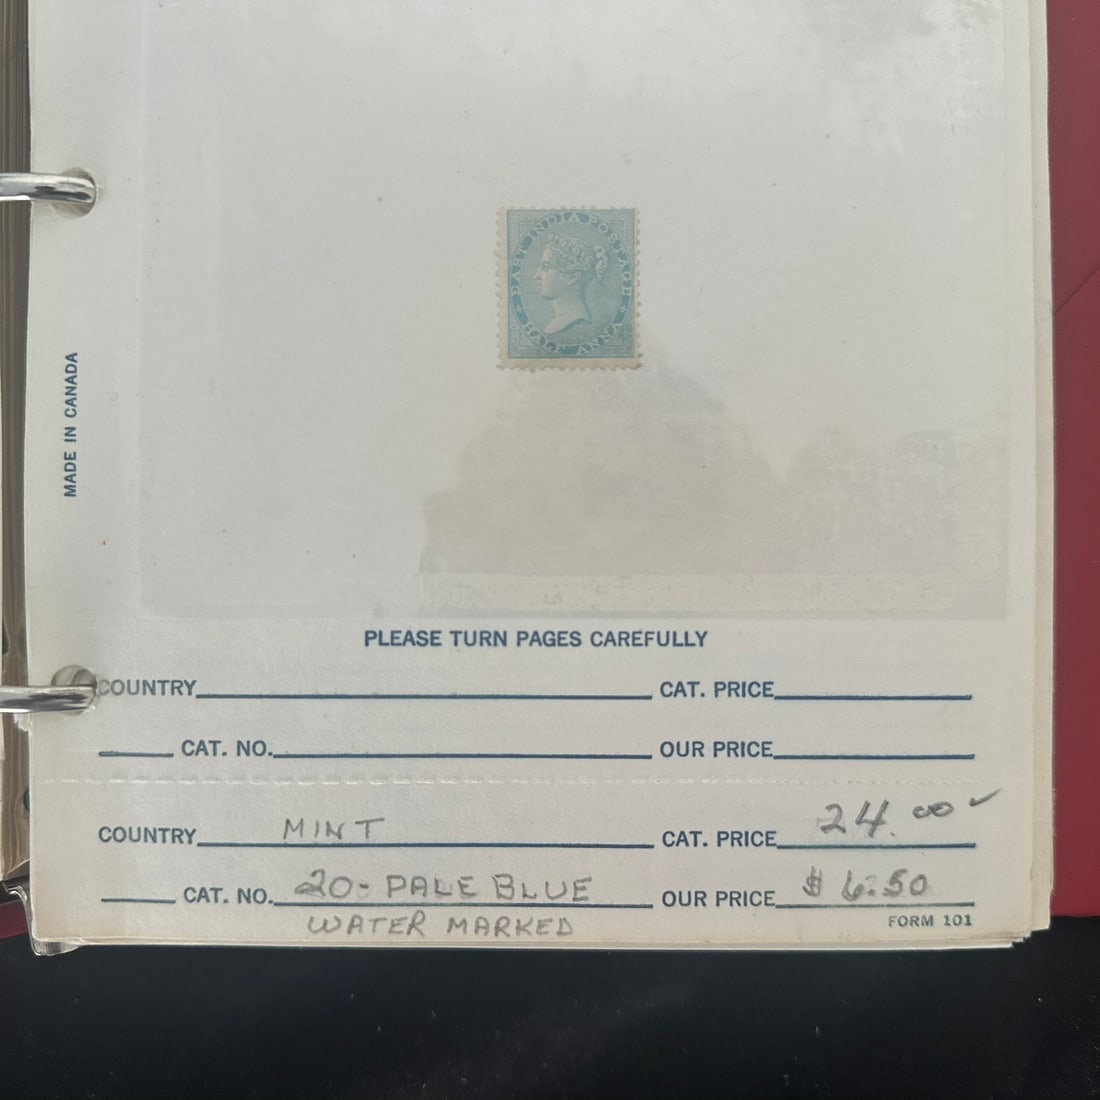 EAST INDIA POSTAGE
HALF ANNA
MADE IN CANADA
PLEASE TURN PAGES CAREFULLY
COUNTRY CAT. PRICE
CAT. NO. OUR PRICE
COUNTRY MINT CAT. PRICE 24.00 ✓
CAT. NO. 20- PALE BLUE OUR PRICE $ 6.50
WATER MARKED FORM 101